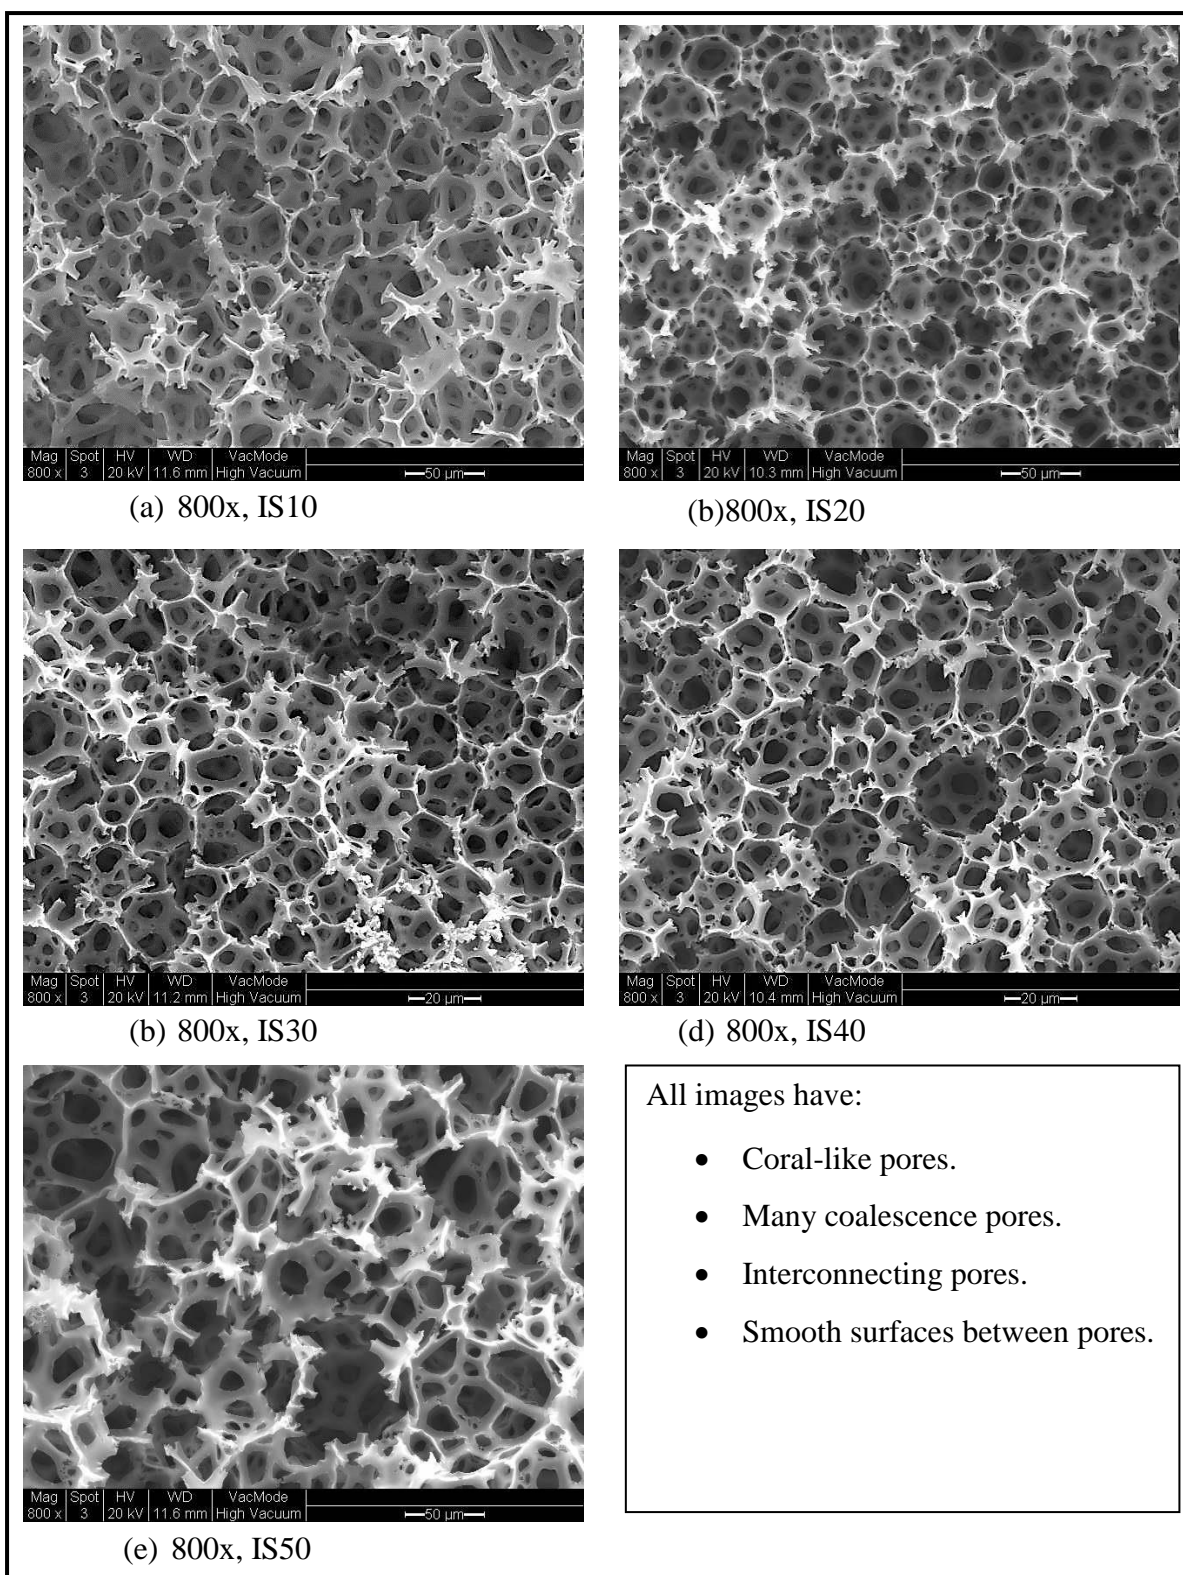 Mag Spot HV WD VacMode
800 x 3 20 kV 11.6 mm High Vacuum 50 µm
(a) 800x, IS10
Mag Spot HV WD VacMode
800 x 3 20 kV 10.3 mm High Vacuum 50 µm
(b)800x, IS20
Mag Spot HV WD VacMode
800 x 3 20 kV 11.2 mm High Vacuum 20 µm
(b) 800x, IS30
Mag Spot HV WD VacMode
800 x 3 20 kV 10.4 mm High Vacuum 20 µm
(d) 800x, IS40
Mag Spot HV WD VacMode
800 x 3 20 kV 11.6 mm High Vacuum 50 µm
(e) 800x, IS50
All images have:
• Coral-like pores.
• Many coalescence pores.
• Interconnecting pores.
• Smooth surfaces between pores.